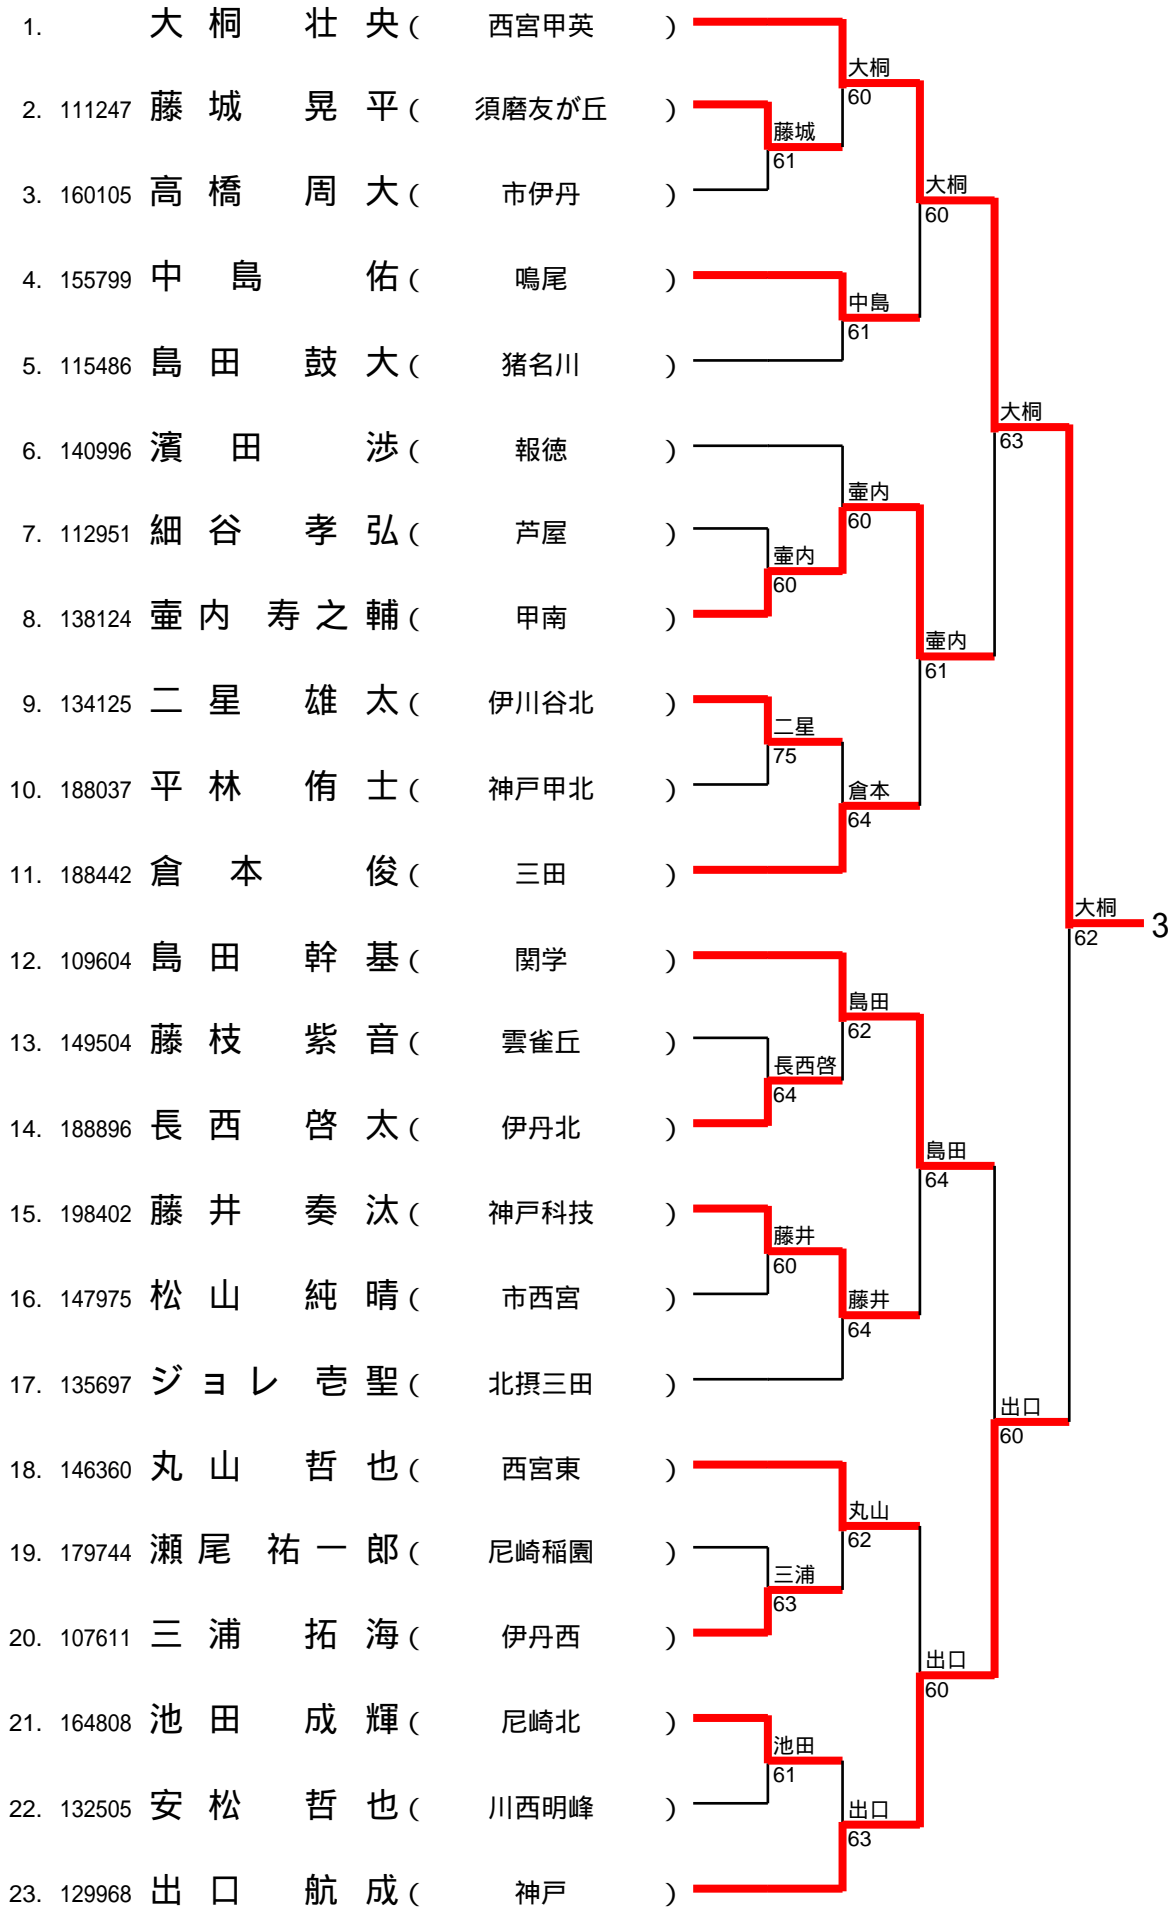 1. 大桐 壮央 ( 西宮甲英 )
大桐
60
2. 111247 藤城 晃平 ( 須磨友が丘 )
藤城
61
3. 160105 高橋 周大 ( 市伊丹 )
大桐
60
4. 155799 中島 佑 ( 鳴尾 )
中島
61
5. 115486 島田 鼓大 ( 猪名川 )
大桐
63
6. 140996 濱田 渉 ( 報徳 )
壷内
60
7. 112951 細谷 孝弘 ( 芦屋 )
壷内
60
8. 138124 壷内 寿之輔 ( 甲南 )
壷内
61
9. 134125 二星 雄太 ( 伊川谷北 )
二星
75
10. 188037 平林 侑士 ( 神戸甲北 )
倉本
64
11. 188442 倉本 俊 ( 三田 )
大桐
62
3
12. 109604 島田 幹基 ( 関学 )
島田
62
13. 149504 藤枝 紫音 ( 雲雀丘 )
長西啓
64
14. 188896 長西 啓太 ( 伊丹北 )
島田
64
15. 198402 藤井 奏汰 ( 神戸科技 )
藤井
60
16. 147975 松山 純晴 ( 市西宮 )
藤井
64
17. 135697 ジョレ 壱聖 ( 北摂三田 )
出口
60
18. 146360 丸山 哲也 ( 西宮東 )
丸山
62
19. 179744 瀬尾 祐一郎 ( 尼崎稲園 )
三浦
63
20. 107611 三浦 拓海 ( 伊丹西 )
出口
60
21. 164808 池田 成輝 ( 尼崎北 )
池田
61
22. 132505 安松 哲也 ( 川西明峰 )
出口
63
23. 129968 出口 航成 ( 神戸 )